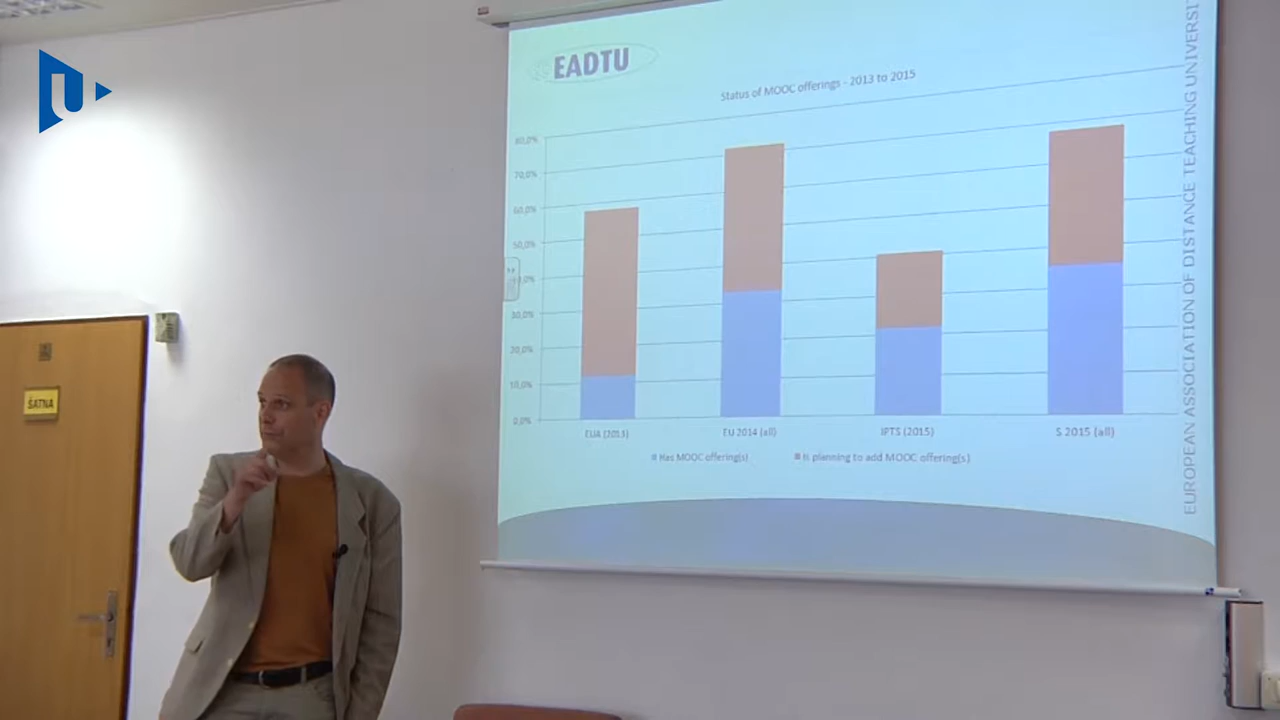 ŠATNA
EADTU
Status of MOOC offerings - 2013 to 2015
80,0%
70,0%
60,0%
50,0%
30,0%
20,0%
10,0%
0,0%
EUA (2013)
EU 2014 (all)
IPTS (2015)
S 2015 (all)
Has MOOC offering(s)
Is planning to add MOOC offering(s)
EUROPEAN ASSOCIATION OF DISTANCE TEACHING UNIVERSIT